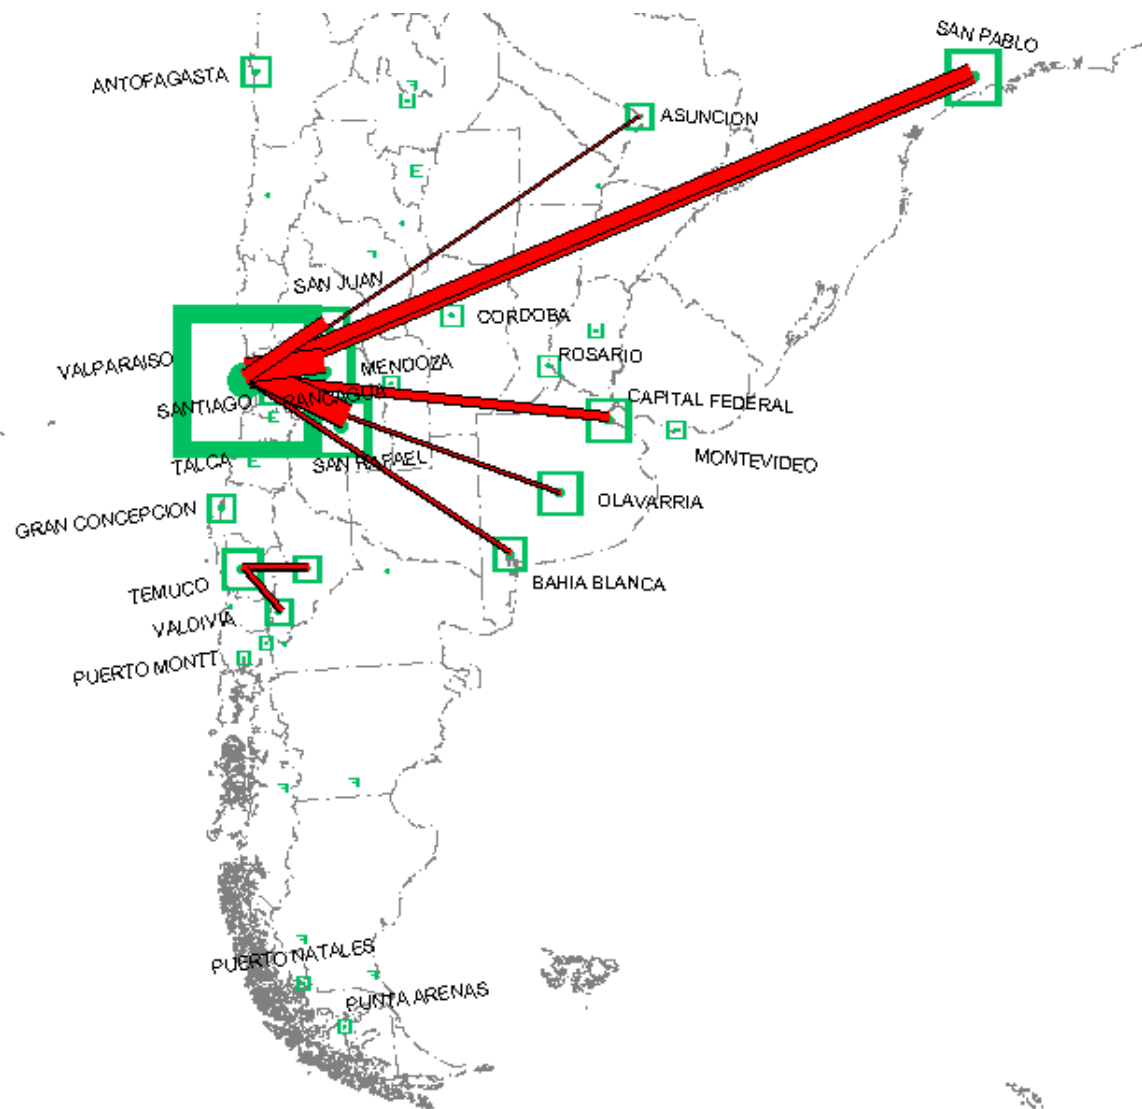 SAN PABLO
ANTOFAGASTA
ASUNCION
SAN JUAN
CORDOBA
VALPARAISO
MENDOZA
ROSARIO
SANTIAGO
RANCAGUA
CAPITAL FEDERAL
TALCA
SAN RAFAEL
MONTEVIDEO
GRAN CONCEPCION
OLAVARRIA
TEMUCO
BAHIA BLANCA
VALDIVIA
PUERTO MONTT
PUERTO NATALES
PUNTA ARENAS